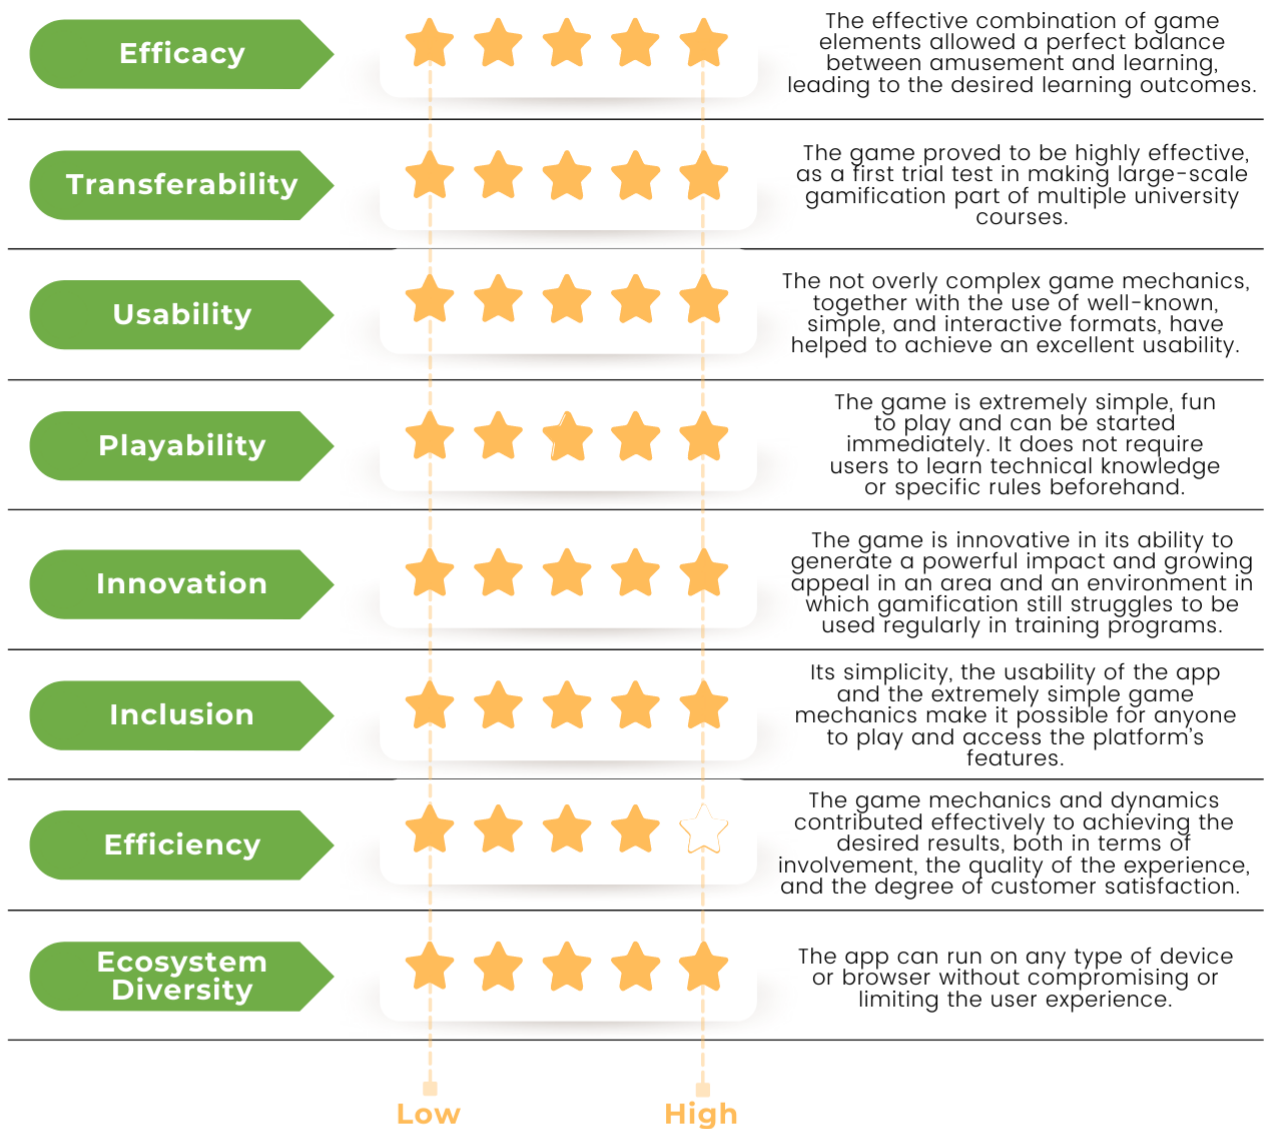 Efficacy
The effective combination of game
elements allowed a perfect balance
between amusement and learning,
leading to the desired learning outcomes.
Transferability
The game proved to be highly effective,
as a first trial test in making large-scale
gamification part of multiple university
courses.
Usability
The not overly complex game mechanics,
together with the use of well-known,
simple, and interactive formats, have
helped to achieve an excellent usability.
Playability
The game is extremely simple, fun
to play and can be started
immediately. It does not require
users to learn technical knowledge
or specific rules beforehand.
Innovation
The game is innovative in its ability to
generate a powerful impact and growing
appeal in an area and an environment in
which gamification still struggles to be
used regularly in training programs.
Inclusion
Its simplicity, the usability of the app
and the extremely simple game
mechanics make it possible for anyone
to play and access the platform's
features.
Efficiency
The game mechanics and dynamics
contributed effectively to achieving the
desired results, both in terms of
involvement, the quality of the experience,
and the degree of customer satisfaction.
Ecosystem
Diversity
The app can run on any type of device
or browser without compromising or
limiting the user experience.
Low
High